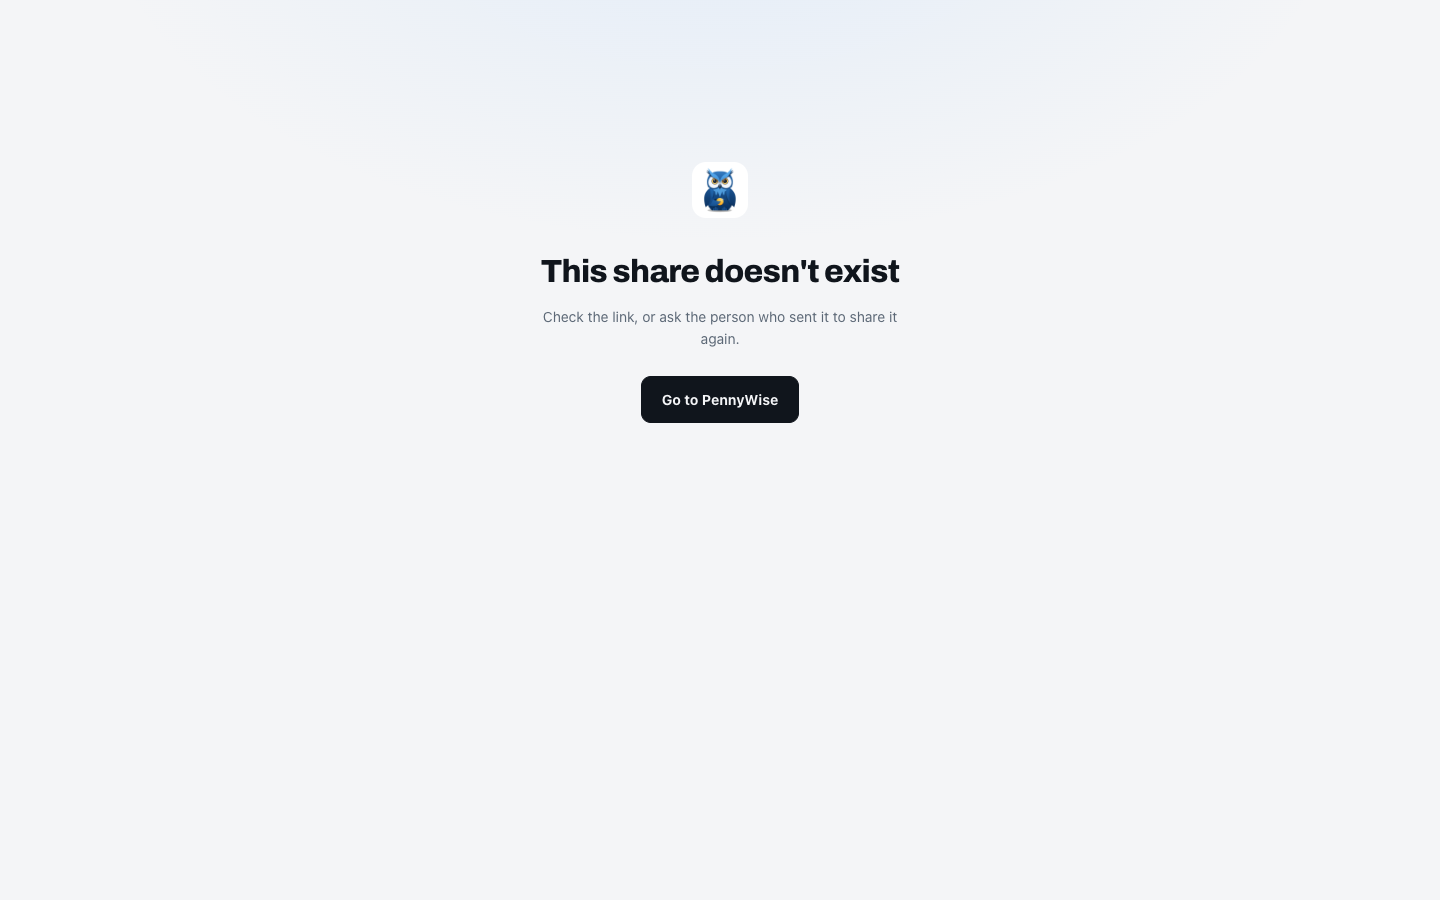 This share doesn't exist
Check the link, or ask the person who sent it to share it
again.
Go to PennyWise